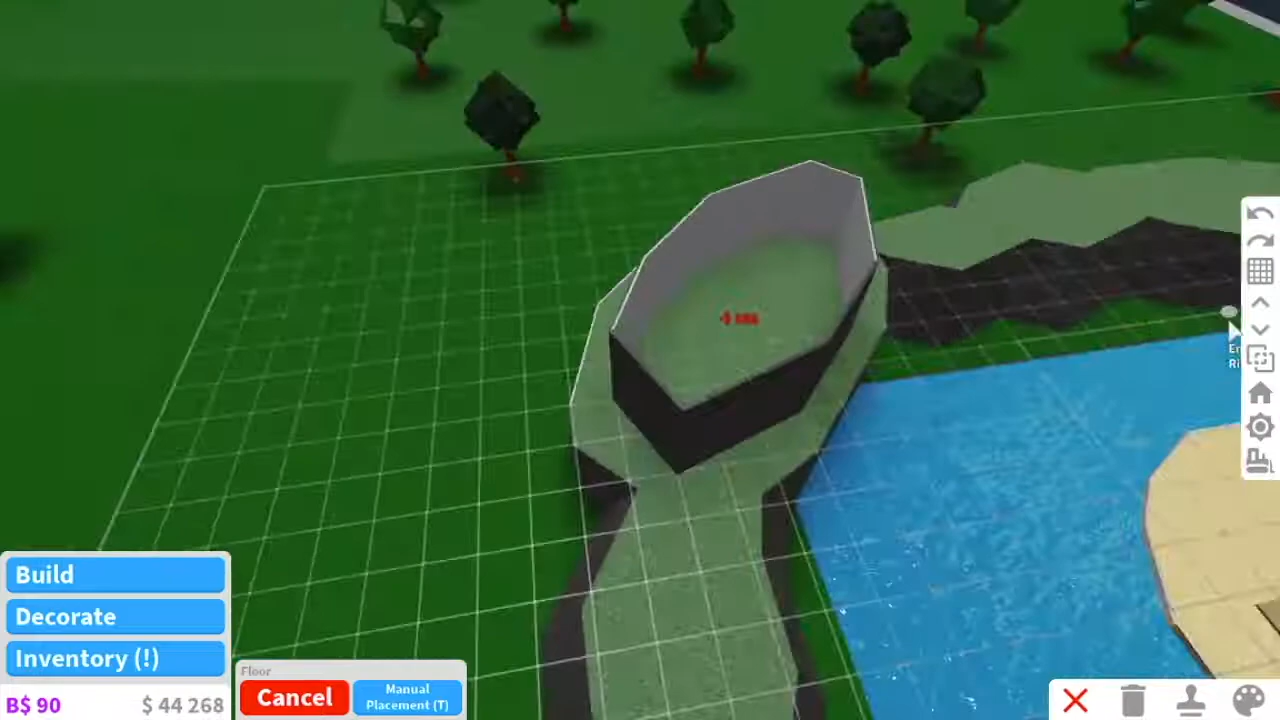 Build
Decorate
Inventory (!)
B$ 90
$ 44 268
Floor
Cancel
Manual
Placement (T)